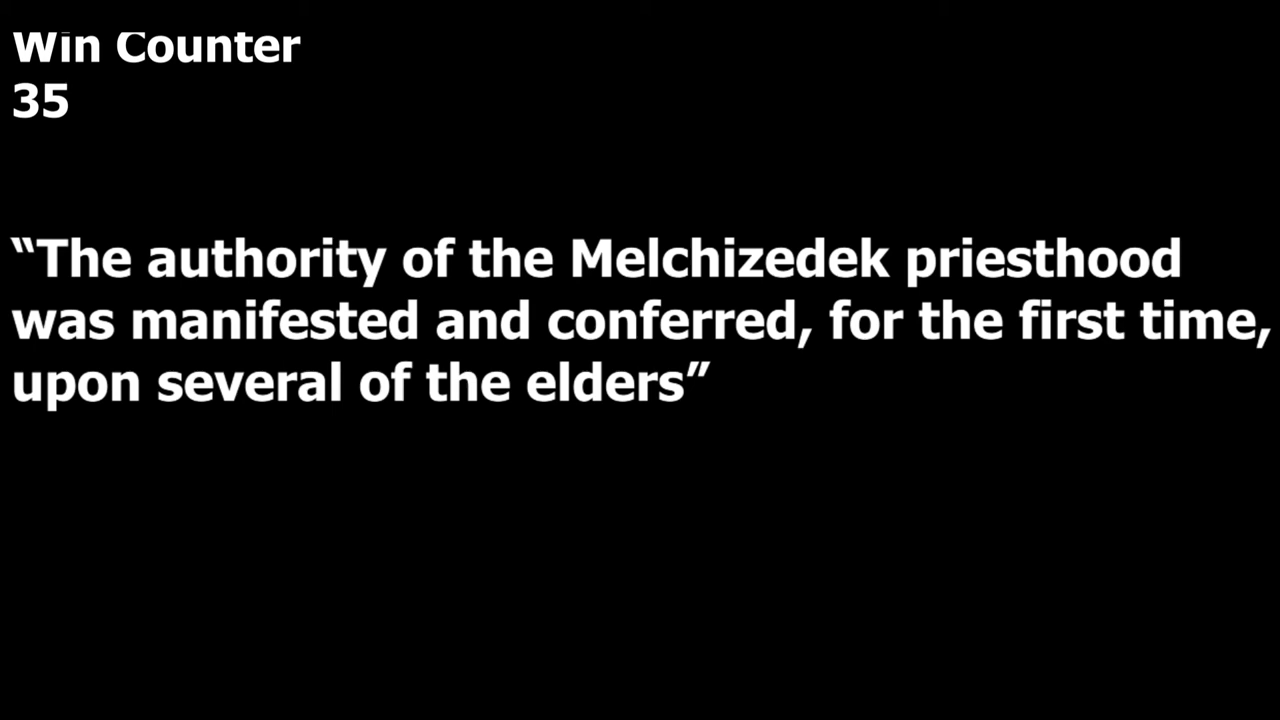 Win Counter
35
“The authority of the Melchizedek priesthood
was manifested and conferred, for the first time,
upon several of the elders”